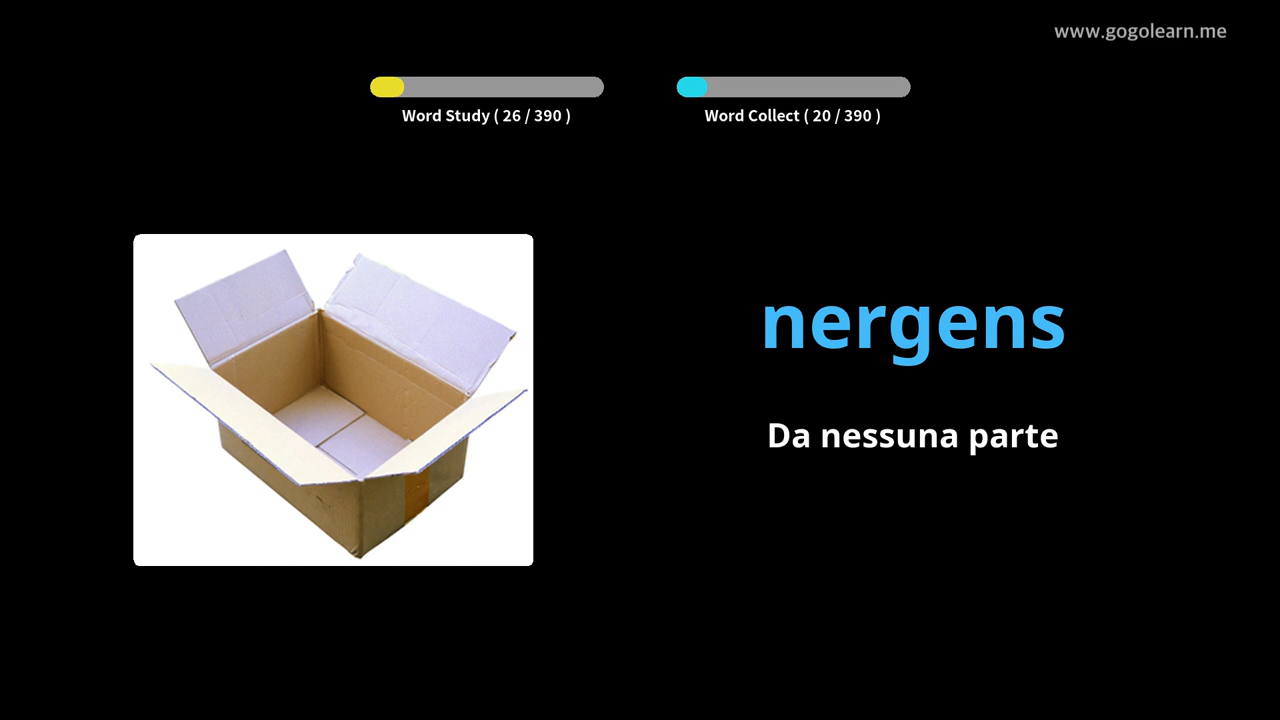 www.gogolearn.me
Word Study ( 26 / 390 )
Word Collect ( 20 / 390 )
nergens
Da nessuna parte